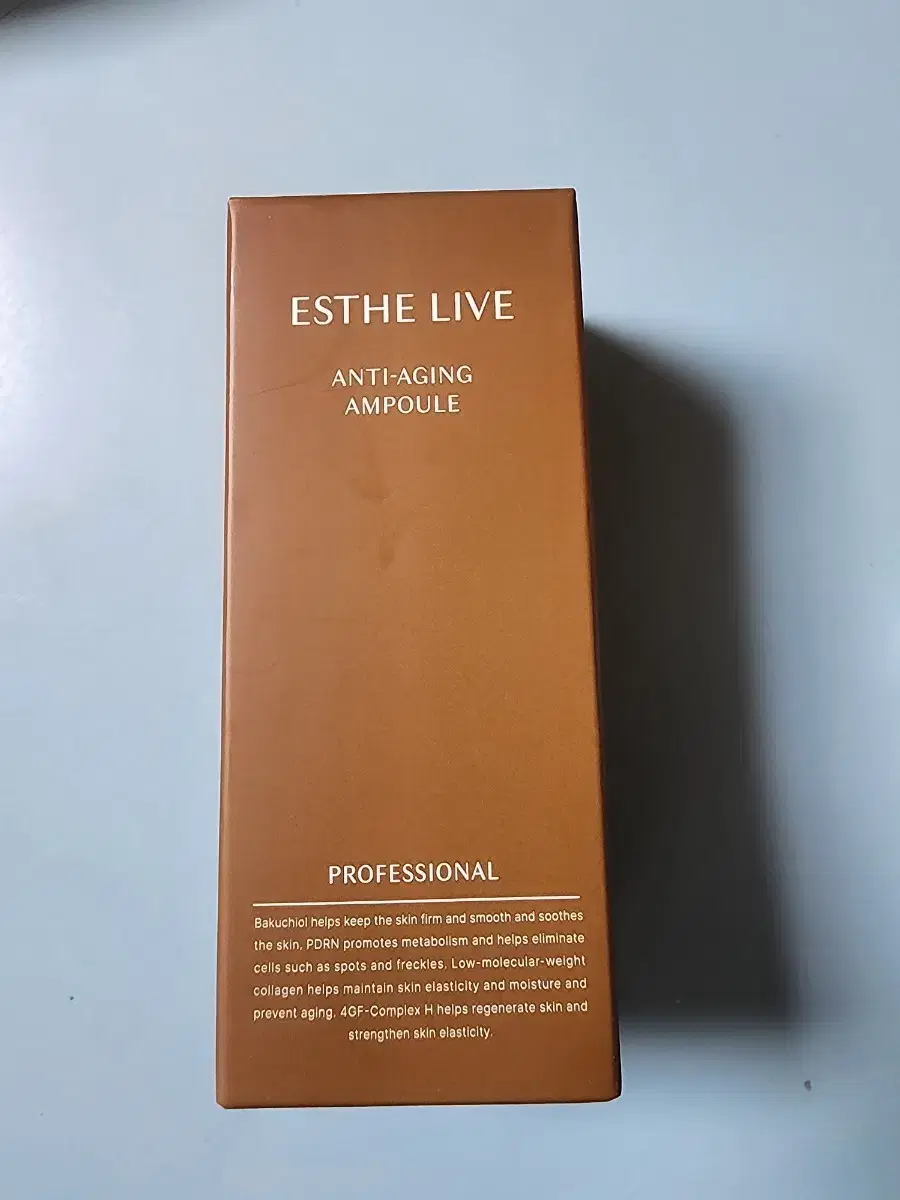 ESTHE LIVE
ANTI-AGING
AMPOULE
PROFESSIONAL
Bakuchiol helps keep the skin firm and smooth and soothes
the skin. PDRN promotes metabolism and helps eliminate
cells such as spots and freckles. Low-molecular-weight
collagen helps maintain skin elasticity and moisture and
prevent aging. 4GF-Complex H helps regenerate skin and
strengthen skin elasticity.